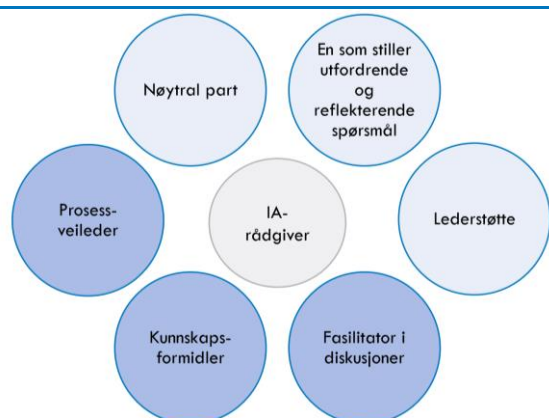 Nøytral part
En som stiller
utfordrende
og
reflekterende
spørsmål
Prosess-
veileder
IA-
rådgiver
Lederstøtte
Kunnskaps-
formidler
Fasilitator i
diskusjoner